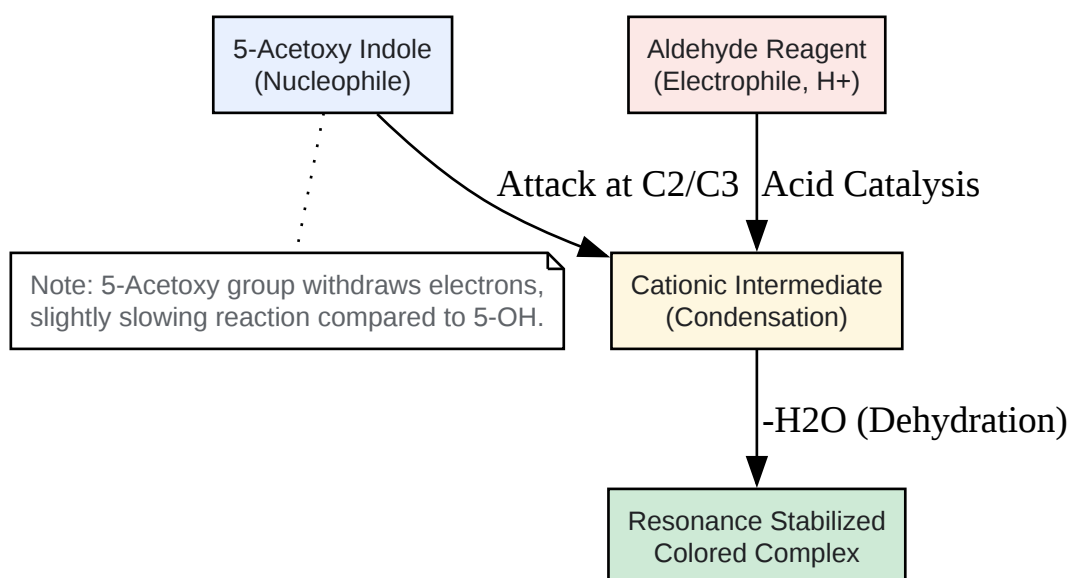 5-Acetoxy Indole
(Nucleophile)
Aldehyde Reagent
(Electrophile, H+)
Attack at C2/C3
Acid Catalysis
Note: 5-Acetoxy group withdraws electrons,
slightly slowing reaction compared to 5-OH.
Cationic Intermediate
(Condensation)
-H2O (Dehydration)
Resonance Stabilized
Colored Complex